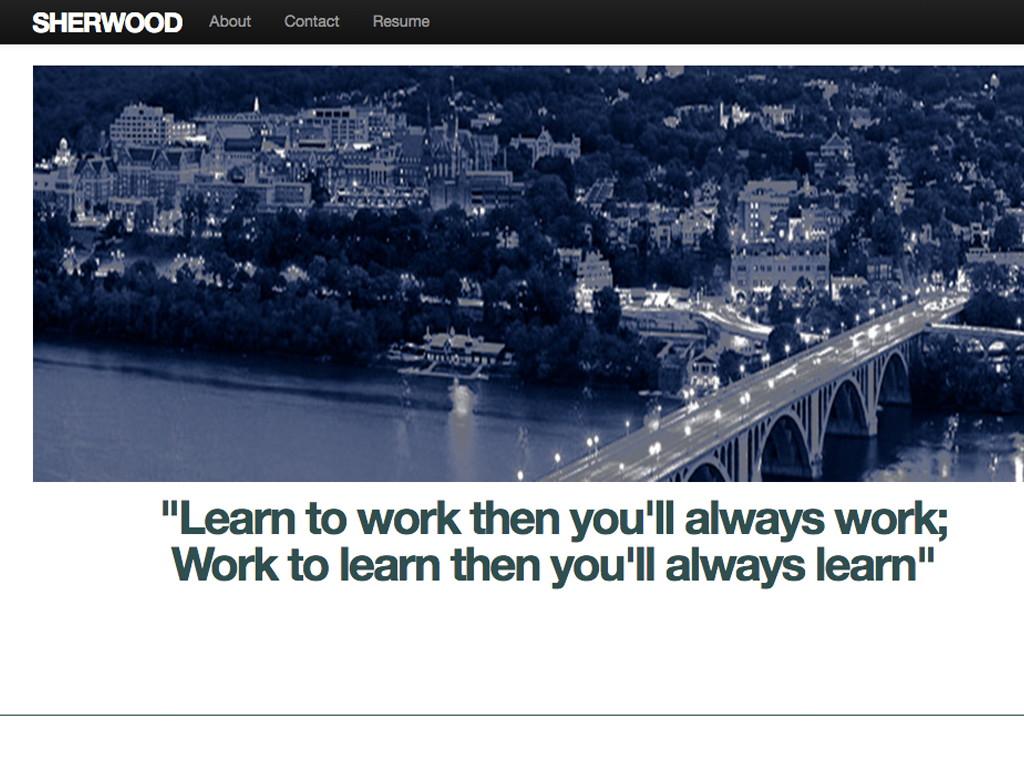 SHERWOOD About Contact Resume
"Learn to work then you'll always work;
Work to learn then you'll always learn"